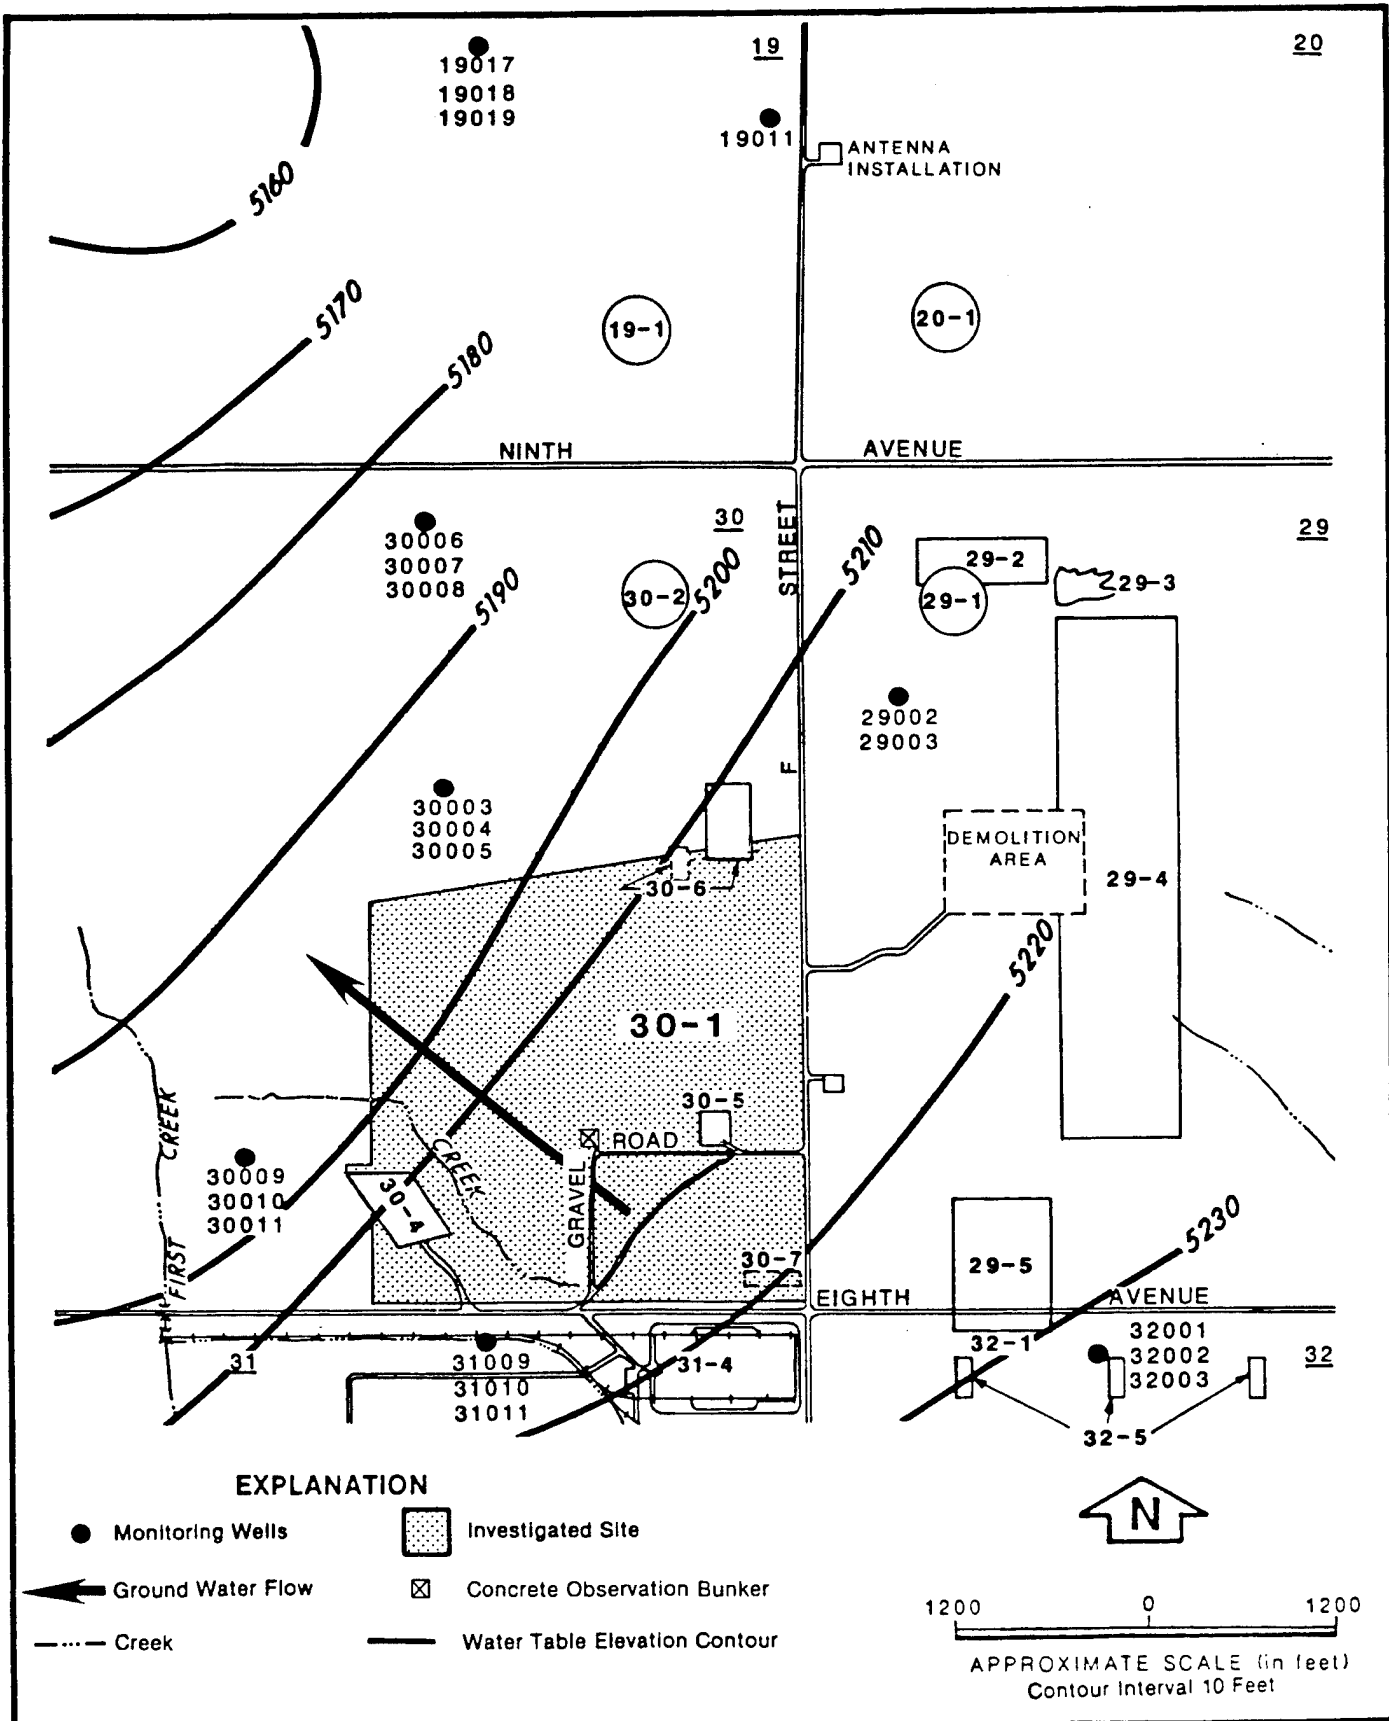 19
20
19017
19018
19019
19011
ANTENNA
INSTALLATION
5160
5170
5180
19-1
20-1
NINTH AVENUE
30006
30007
30008
30
STREET
F
5210
29
29-2
29-3
29-1
30-2
5200
5190
29002
29003
30003
30004
30005
DEMOLITION
AREA
29-4
30-6
5220
30-1
30-5
ROAD
GRAVEL
CREEK
FIRST
CREEK
30009
30010
30011
30-4
30-7
29-5
5230
EIGHTH AVENUE
31
31009
31010
31011
31-4
32-1
32001
32002
32003
32
32-5
EXPLANATION
N
Monitoring Wells
Investigated Site
Ground Water Flow
Concrete Observation Bunker
Creek
Water Table Elevation Contour
1200 0 1200
APPROXIMATE SCALE (in feet)
Contour Interval 10 Feet